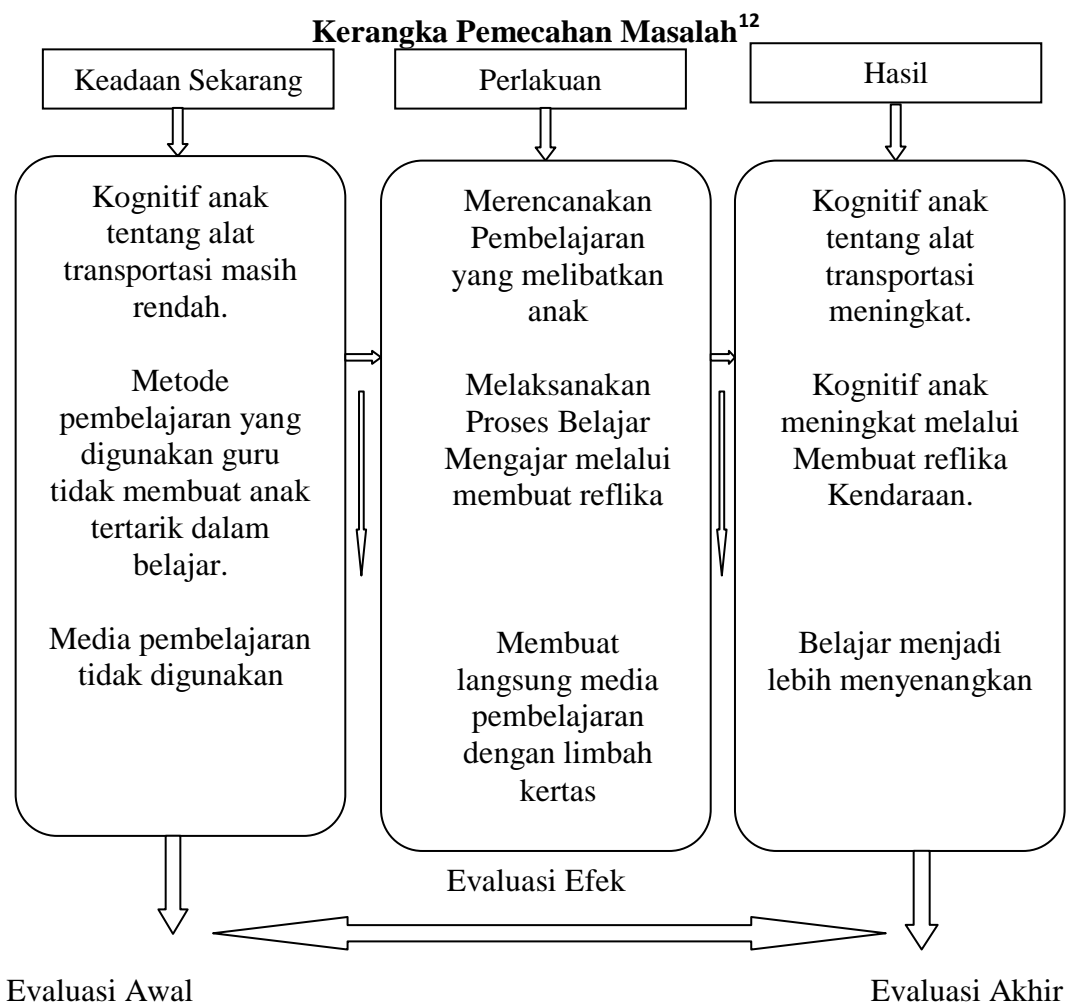 Kerangka Pemecahan Masalah12
Keadaan Sekarang
Perlakuan
Hasil
Kognitif anak
tentang alat
transportasi masih
rendah.
Metode
pembelajaran yang
digunakan guru
tidak membuat anak
tertarik dalam
belajar.
Media pembelajaran
tidak digunakan
Merencanakan
Pembelajaran
yang melibatkan
anak
Melaksanakan
Proses Belajar
Mengajar melalui
membuat reflika
Membuat
langsung media
pembelajaran
dengan limbah
kertas
Kognitif anak
tentang alat
transportasi
meningkat.
Kognitif anak
meningkat melalui
Membuat reflika
Kendaraan.
Belajar menjadi
lebih menyenangkan
Evaluasi Efek
Evaluasi Awal
Evaluasi Akhir